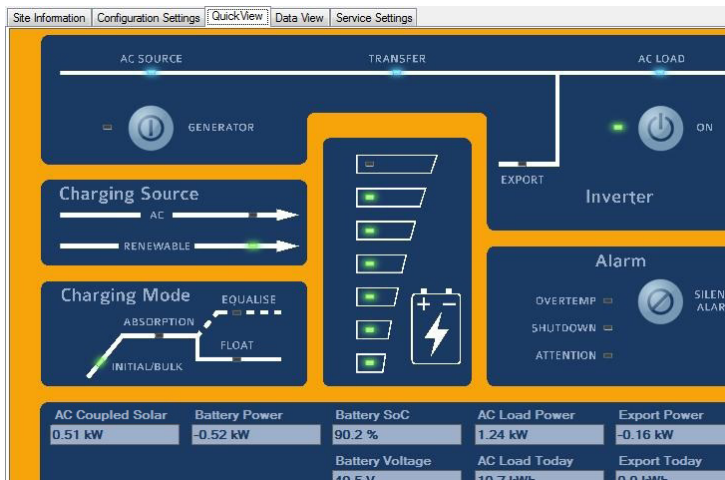 Site Information Configuration Settings QuickView Data View Service Settings
AC SOURCE TRANSFER AC LOAD
GENERATOR ON
EXPORT
Inverter
Charging Source
AC
RENEWABLE
Charging Mode EQUALISE
ABSORPTION
FLOAT
INITIAL/BULK
Alarm
OVERTEMP
SHUTDOWN
ATTENTION
AC Coupled Solar Battery Power Battery SoC AC Load Power Export Power
0.51 kW -0.52 kW 90.2 % 1.24 kW -0.16 kW
Battery Voltage AC Load Today Export Today